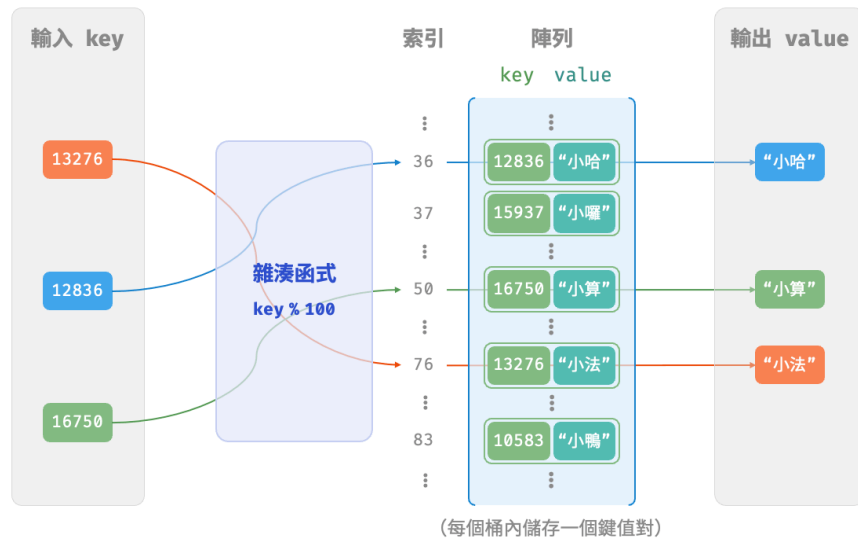 輸入 key
索引
陣列
輸出 value
key value
⋮ ⋮
13276
36 12836 “小哈” “小哈”
37 15937 “小囉”
⋮ ⋮
雜湊函式
key % 100
12836
50 16750 “小算” “小算”
⋮ ⋮
76 13276 “小法” “小法”
⋮ ⋮
16750
83 10583 “小鴨”
⋮ ⋮
（每個桶內儲存一個鍵值對）